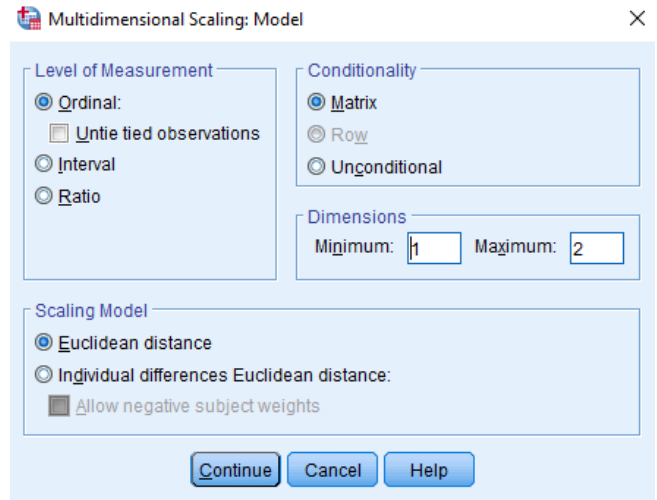 Multidimensional Scaling: Model
Level of Measurement
Ordinal:
Untie tied observations
Interval
Ratio
Conditionality
Matrix
Row
Unconditional
Dimensions
Minimum: 1 Maximum: 2
Scaling Model
Euclidean distance
Individual differences Euclidean distance:
Allow negative subject weights
Continue Cancel Help